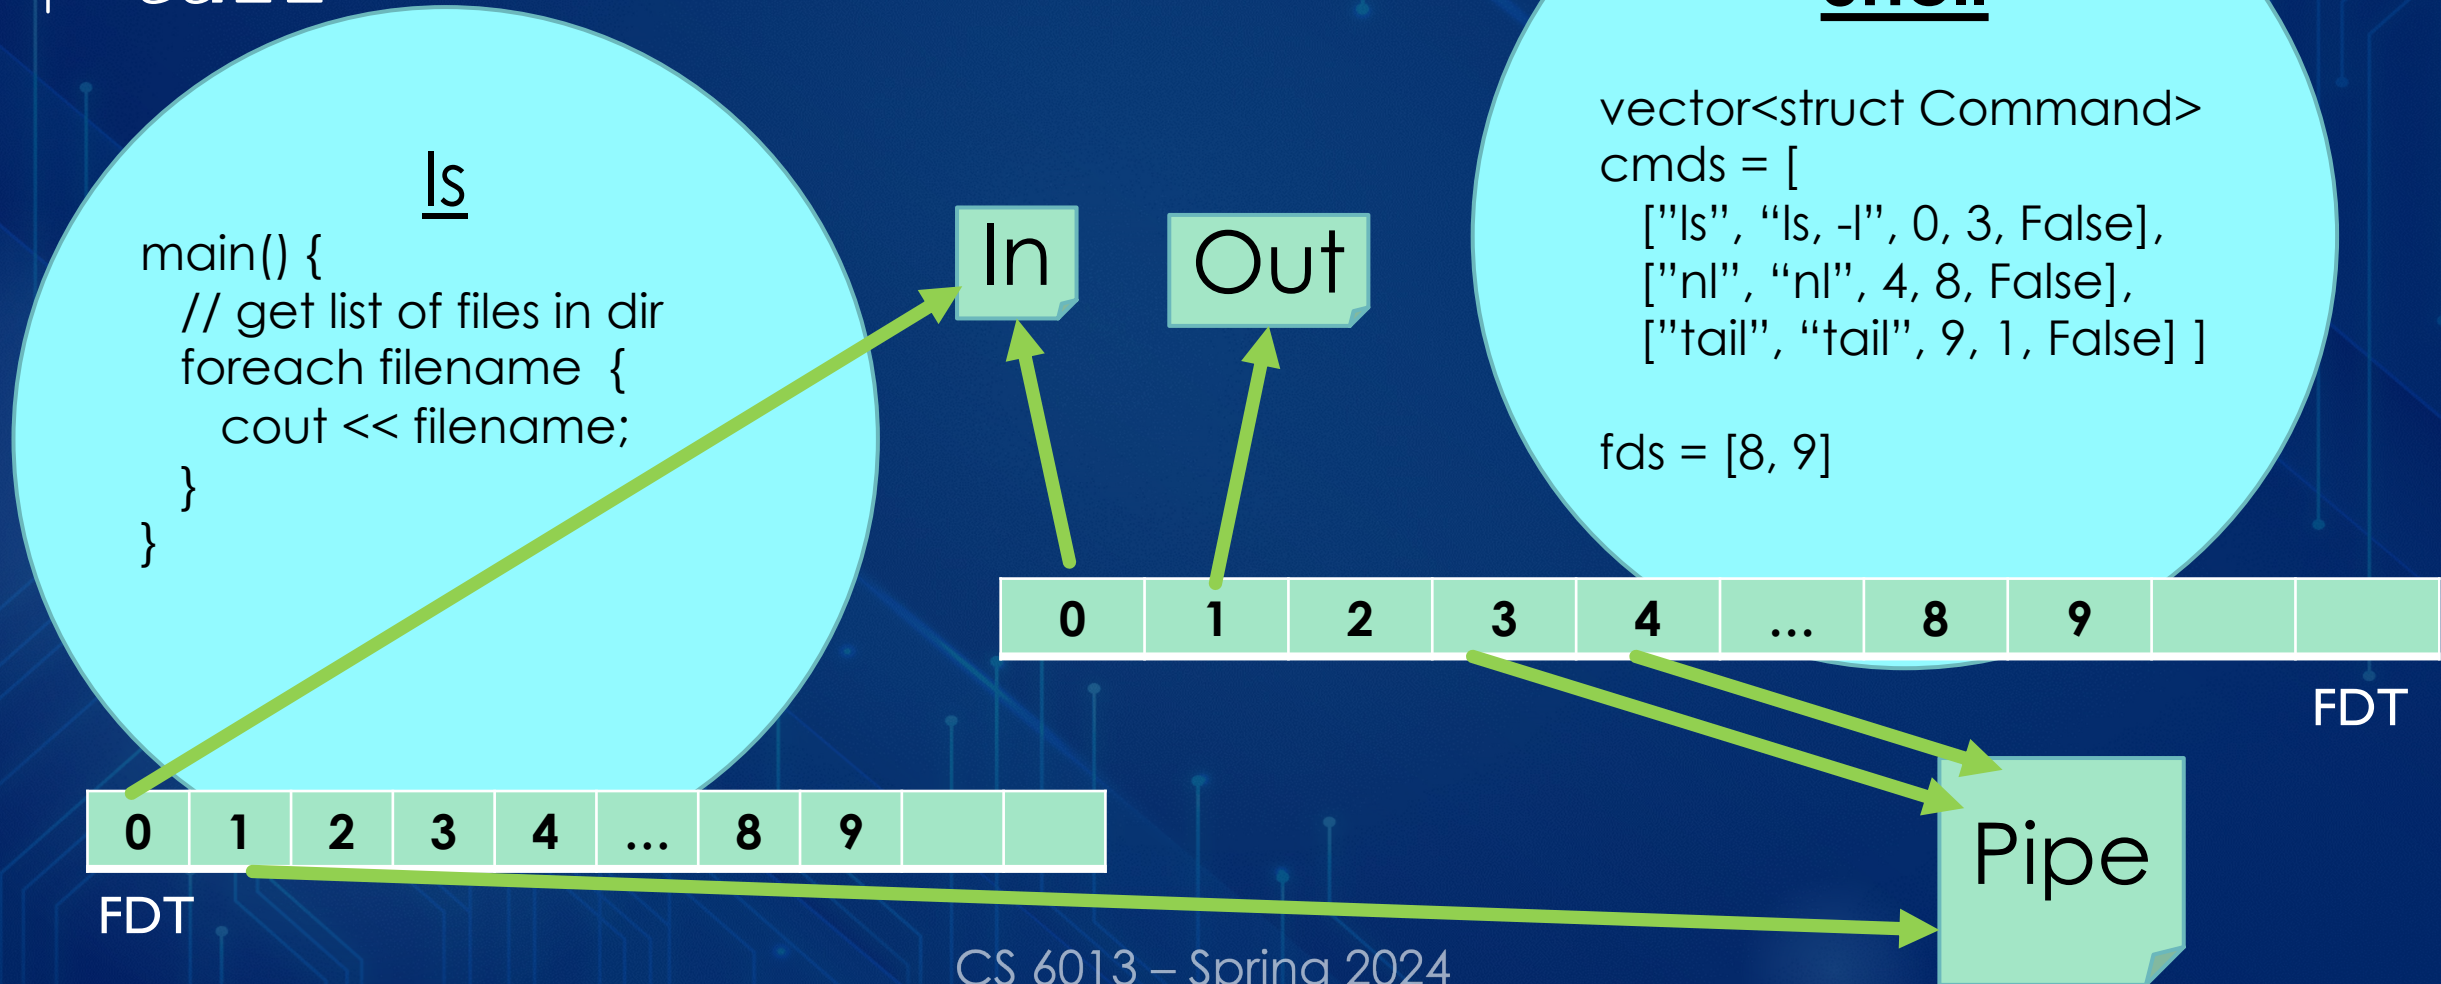 shell
ls
main() {
// get list of files in dir
foreach filename {
cout << filename;
}
}
In
Out
vector<struct Command>
cmds = [
["ls”, “ls, -l”, 0, 3, False],
["nl”, “nl”, 4, 8, False],
["tail”, “tail”, 9, 1, False] ]
fds = [8, 9]
0 1 2 3 4 … 8 9
FDT
0 1 2 3 4 … 8 9
FDT
Pipe
CS 6013 – Spring 2024